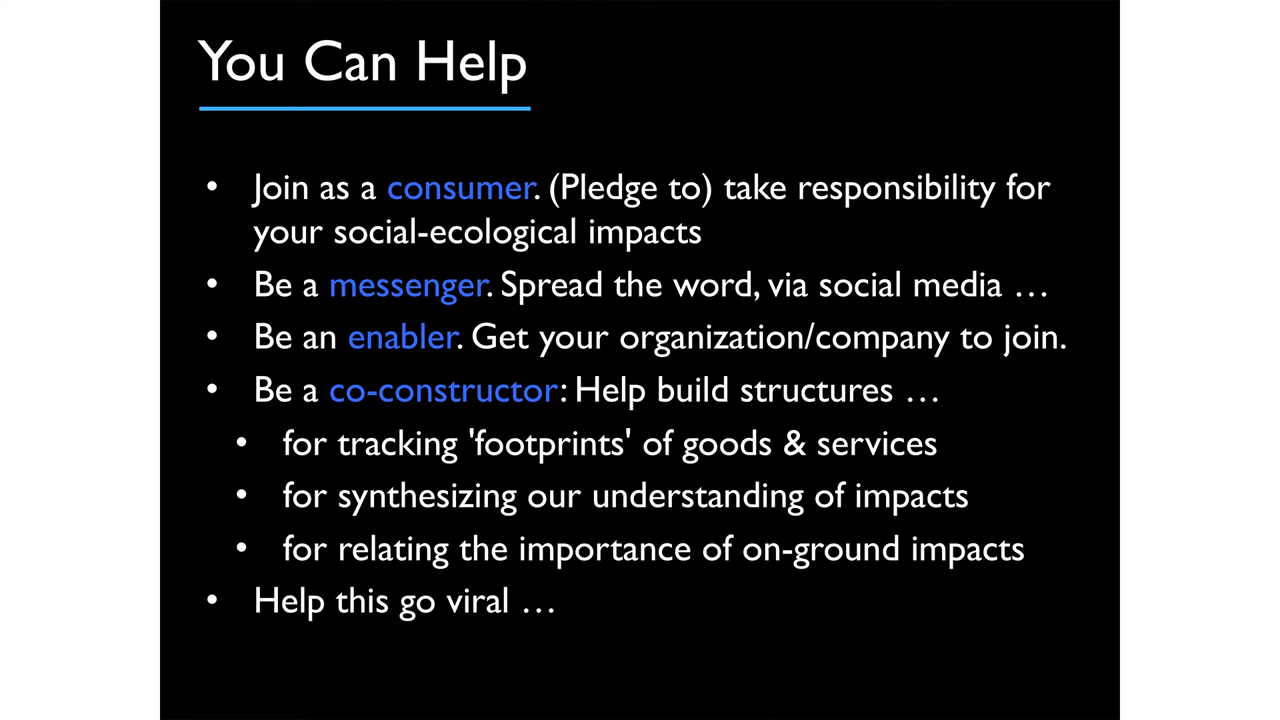 You Can Help
• Join as a consumer. (Pledge to) take responsibility for
your social-ecological impacts
• Be a messenger. Spread the word, via social media …
• Be an enabler. Get your organization/company to join.
• Be a co-constructor: Help build structures …
• for tracking 'footprints' of goods & services
• for synthesizing our understanding of impacts
• for relating the importance of on-ground impacts
• Help this go viral …